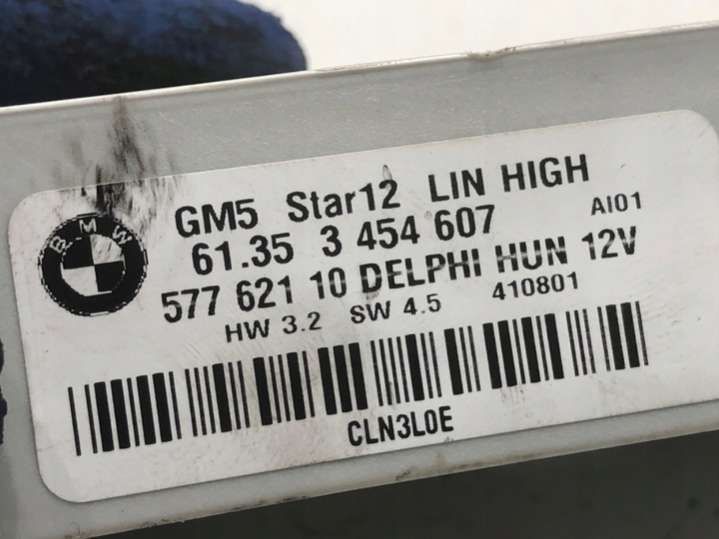 BMW
GM5 Star12 LIN HIGH
61.35 3 454 607 AI01
577 621 10 DELPHI HUN 12V
HW 3.2 SW 4.5 410801
CLN3L0E